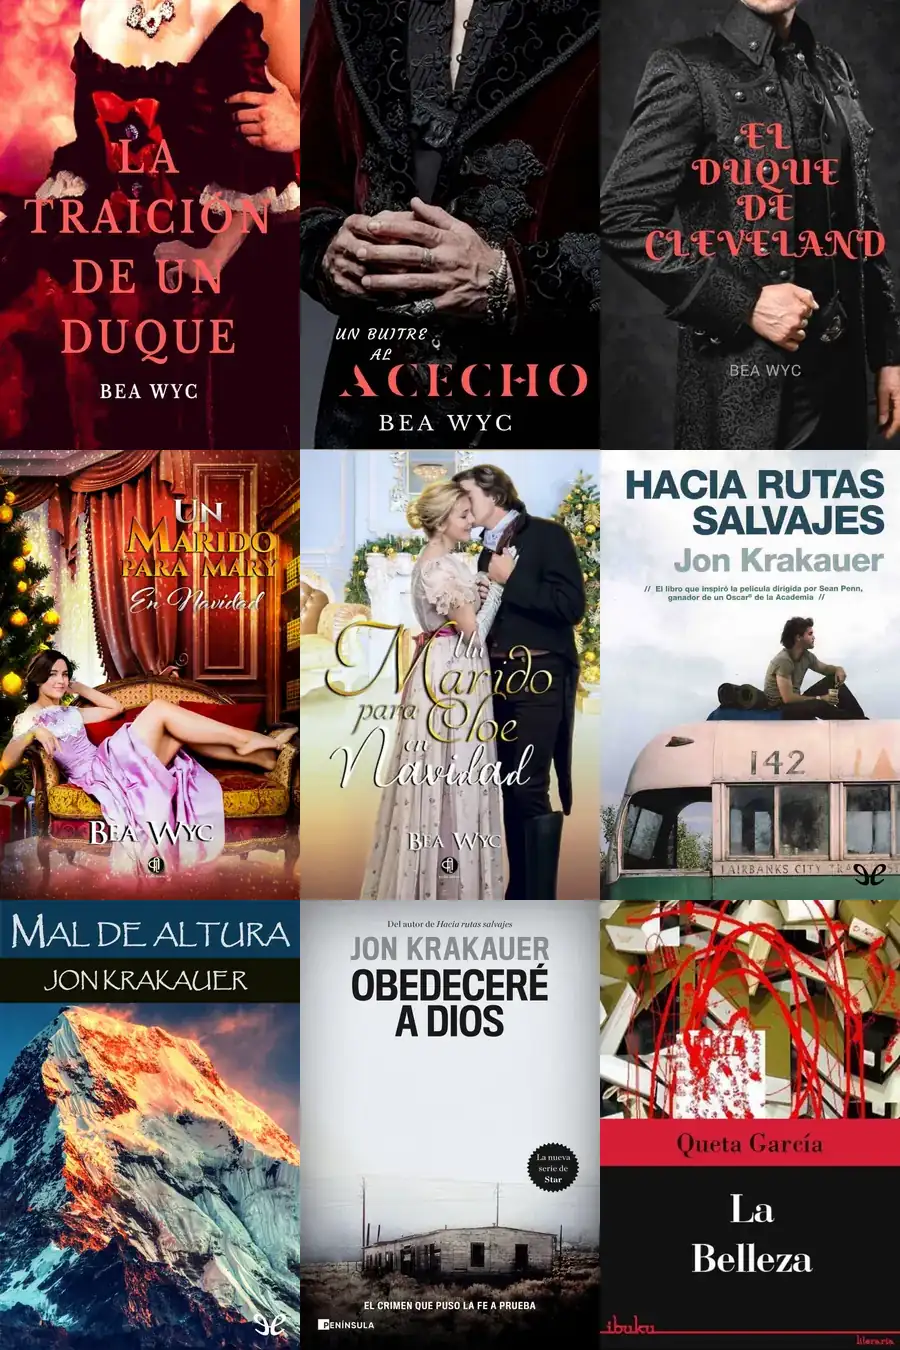 LA
TRAICIÓN
DE UN
DUQUE
BEA WYC
UN BUITRE
AL
ACECHO
BEA WYC
EL
DUQUE
DE
CLEVELAND
BEA WYC
UN
MARIDO
PARA MARY
En Navidad
BEA WYC
Un
Marido
para Cloe
en
Navidad
BEA WYC
HACIA RUTAS
SALVAJES
Jon Krakauer
// El libro que inspiró la película dirigida por Sean Penn,
ganador de un Oscar® de la Academia //
142
FAIRBANKS CITY TRA
MAL DE ALTURA
JON KRAKAUER
Del autor de Hacia rutas salvajes
JON KRAKAUER
OBEDECERÉ
A DIOS
La nueva
serie de
Star
EL CRIMEN QUE PUSO LA FE A PRUEBA
PENÍNSULA
Queta García
La
Belleza
ibuku
literaria